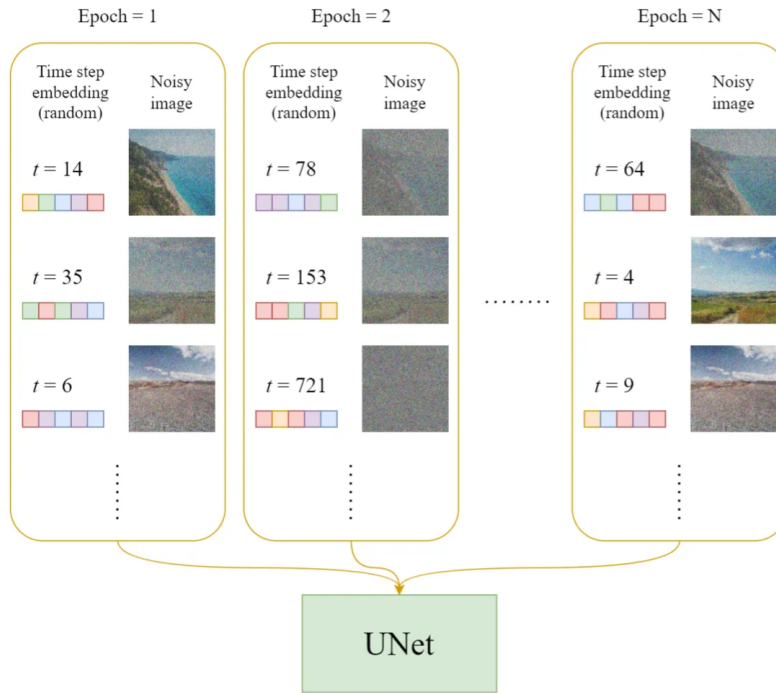 Epoch = 1
Time step
embedding
(random)
Noisy
image
t = 14
t = 35
t = 6
Epoch = 2
Time step
embedding
(random)
Noisy
image
t = 78
t = 153
t = 721
Epoch = N
Time step
embedding
(random)
Noisy
image
t = 64
t = 4
t = 9
UNet